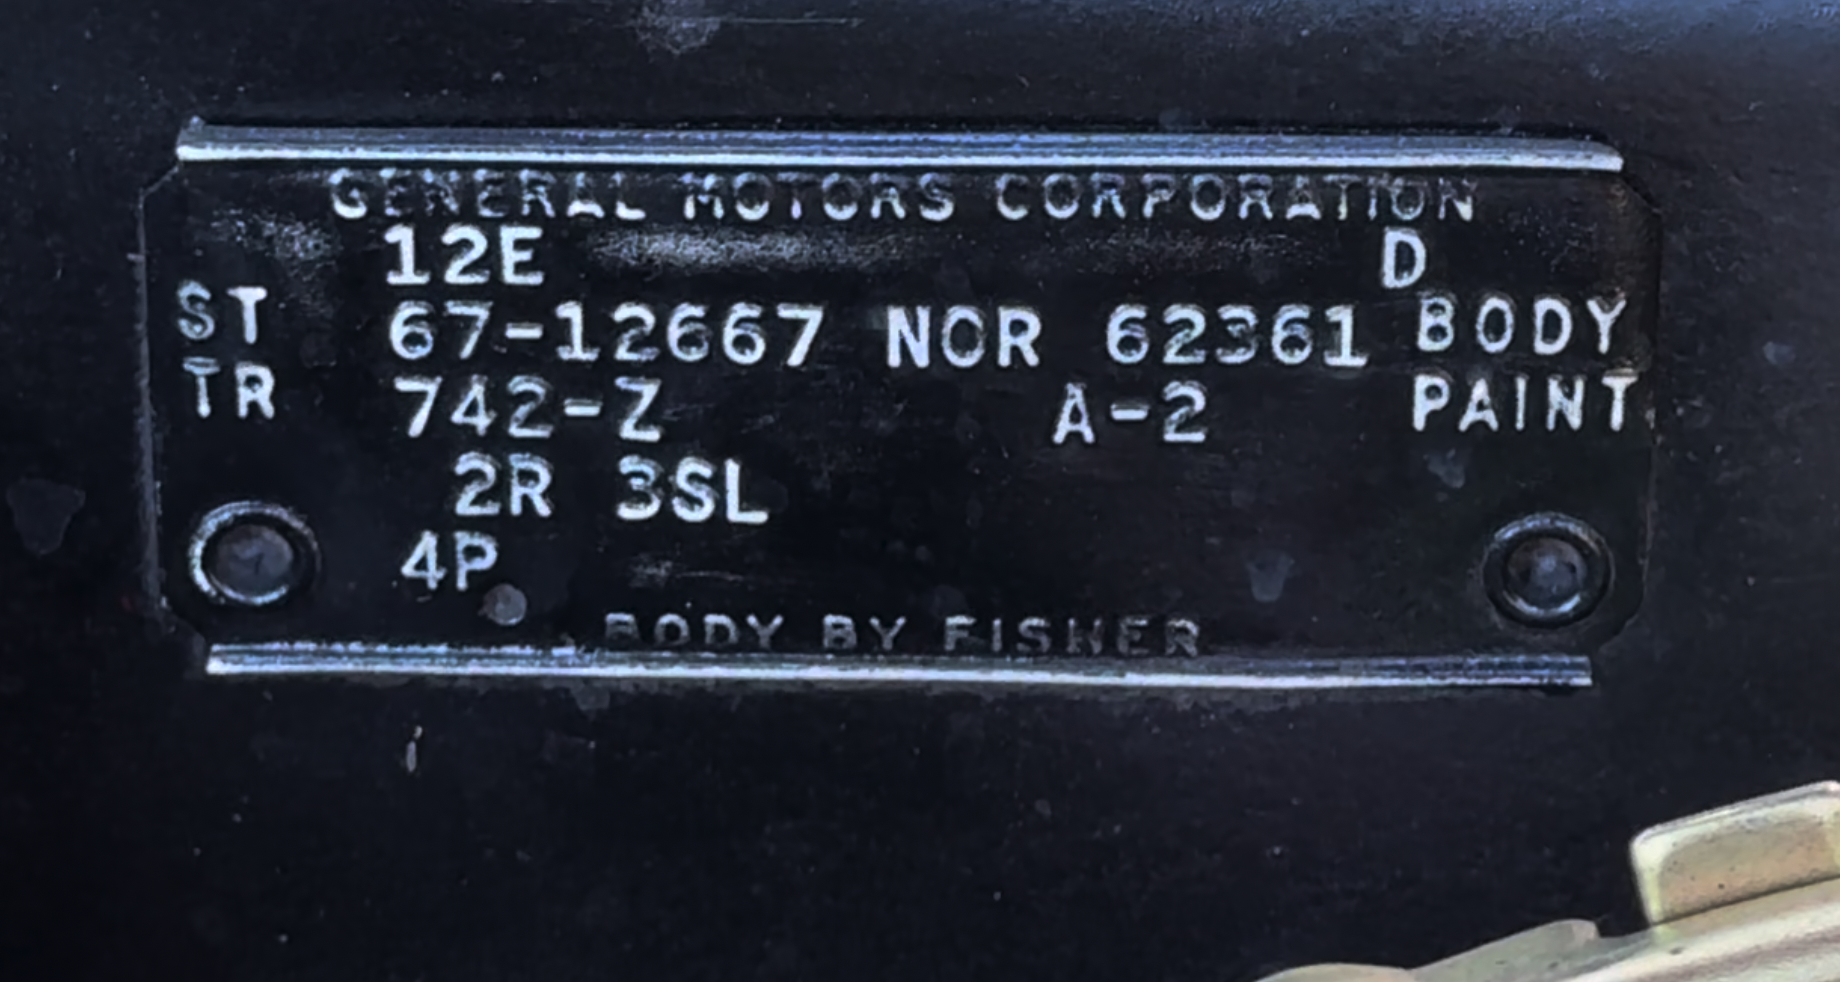 GENERAL MOTORS CORPORATION
12E D
ST 67-12667 NOR 62361 BODY
TR 742-Z A-2 PAINT
2R 3SL
4P
BODY BY FISHER